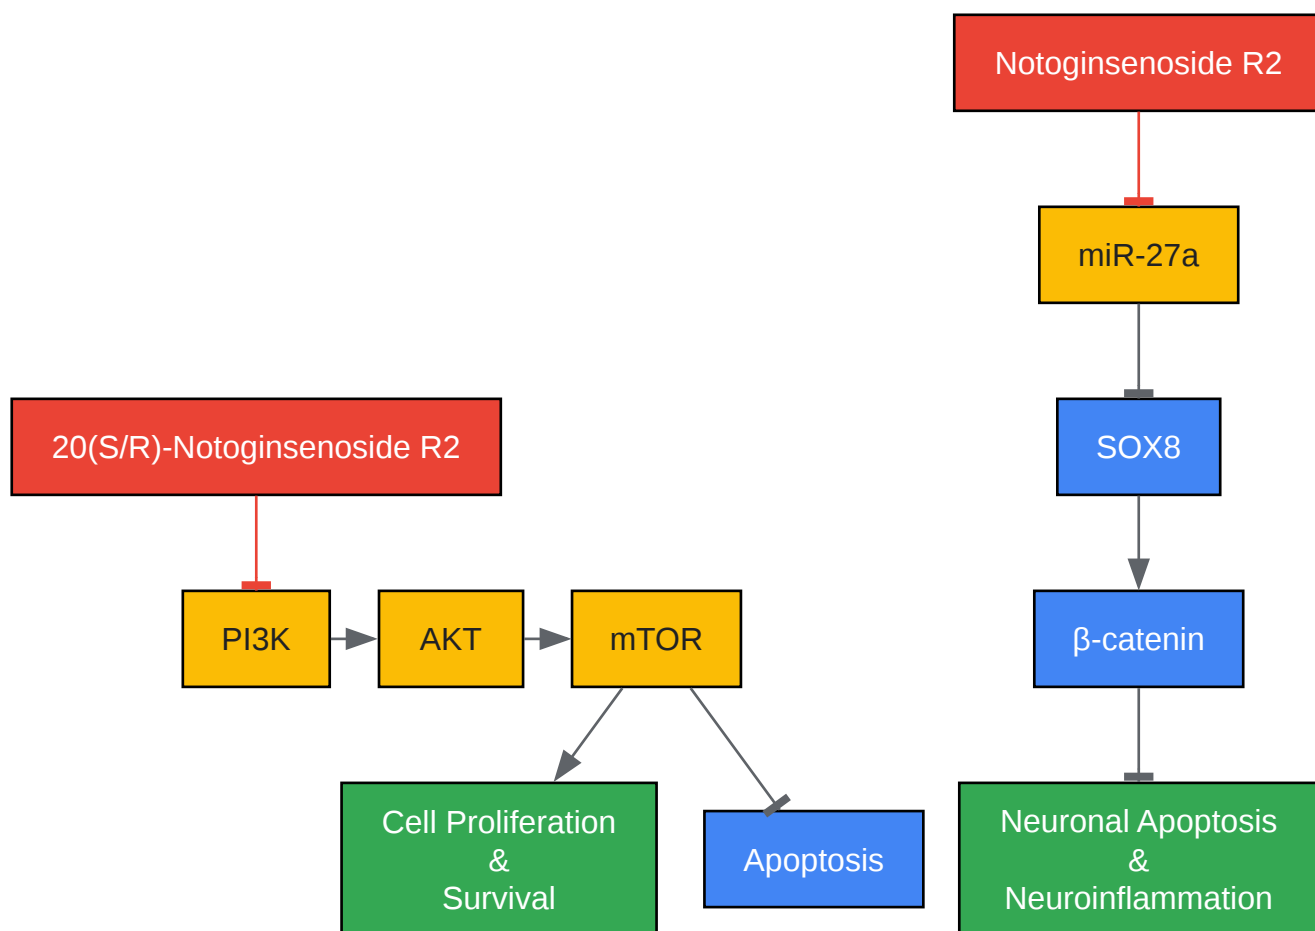 Notoginsenoside R2
miR-27a
20(S/R)-Notoginsenoside R2
SOX8
PI3K
AKT
mTOR
β-catenin
Cell Proliferation
&
Survival
Apoptosis
Neuronal Apoptosis
&
Neuroinflammation